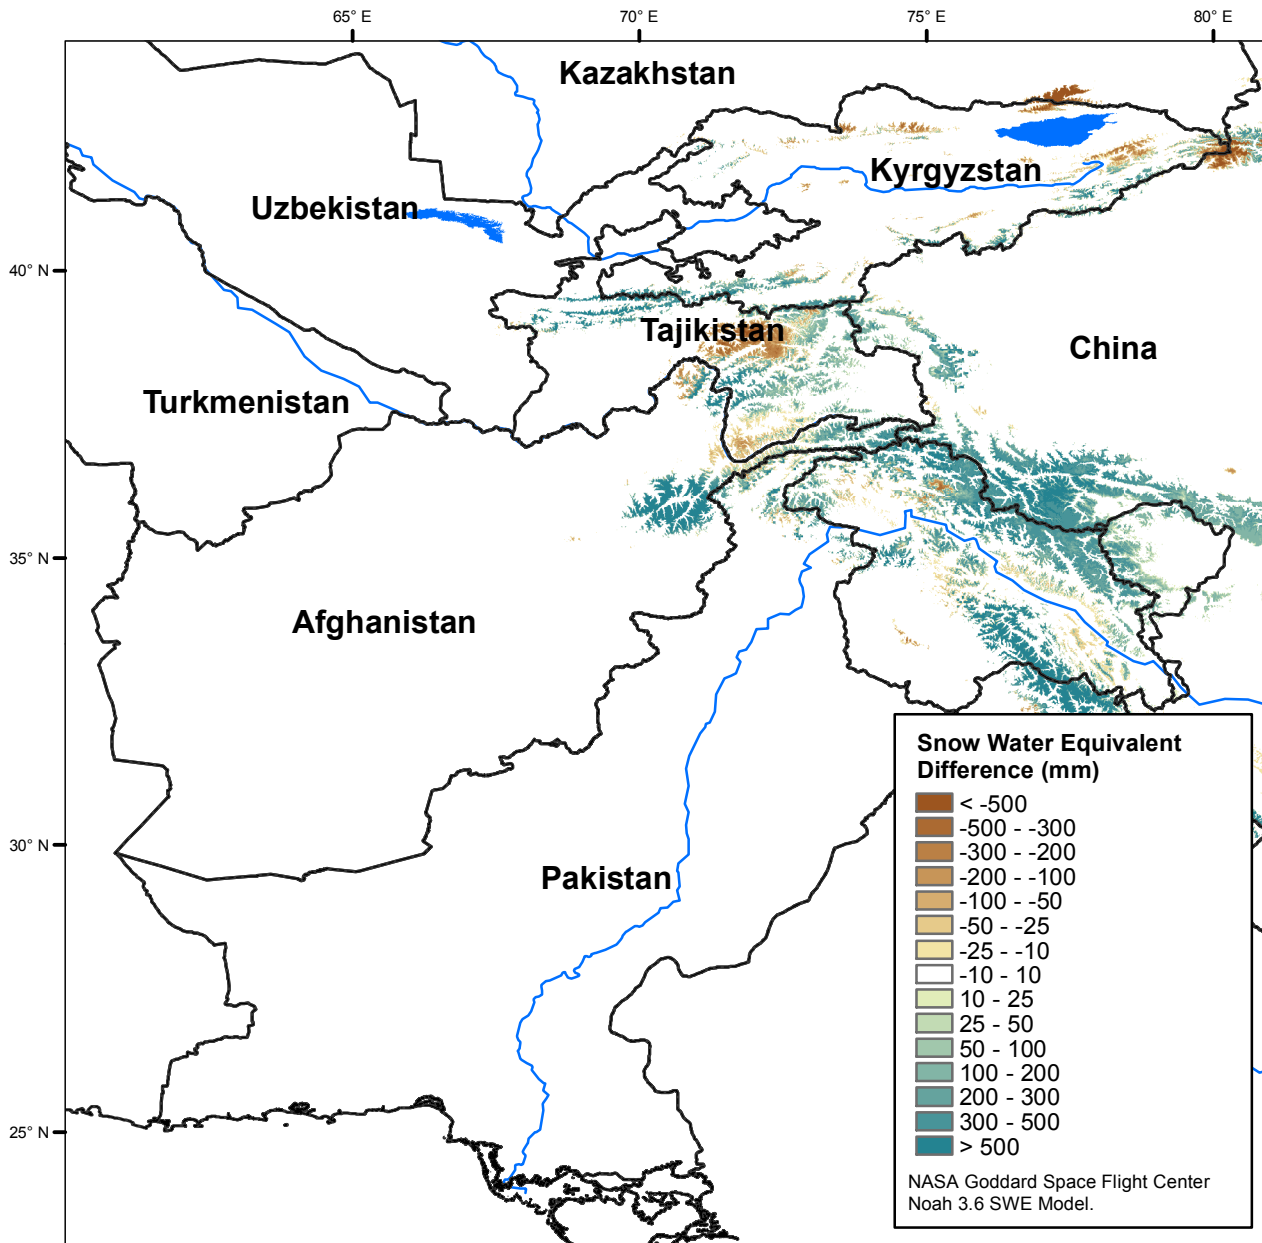 65° E
70° E
75° E
80° E
Kazakhstan
Kyrgyzstan
Uzbekistan
40° N
Tajikistan
China
Turkmenistan
35° N
Afghanistan
30° N
Pakistan
25° N
Snow Water Equivalent
Difference (mm)
< -500
-500 - -300
-300 - -200
-200 - -100
-100 - -50
-50 - -25
-25 - -10
-10 - 10
10 - 25
25 - 50
50 - 100
100 - 200
200 - 300
300 - 500
> 500
NASA Goddard Space Flight Center
Noah 3.6 SWE Model.